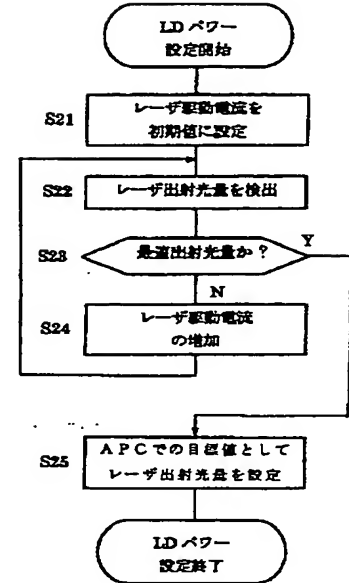 LDパワー
設定開始
S21
レーザ駆動電流を
初期値に設定
S22
レーザ出射光量を検出
S23
最適出射光量か?
Y
N
S24
レーザ駆動電流
の増加
S25
APCでの目標値として
レーザ出射光量を設定
LDパワー
設定終了